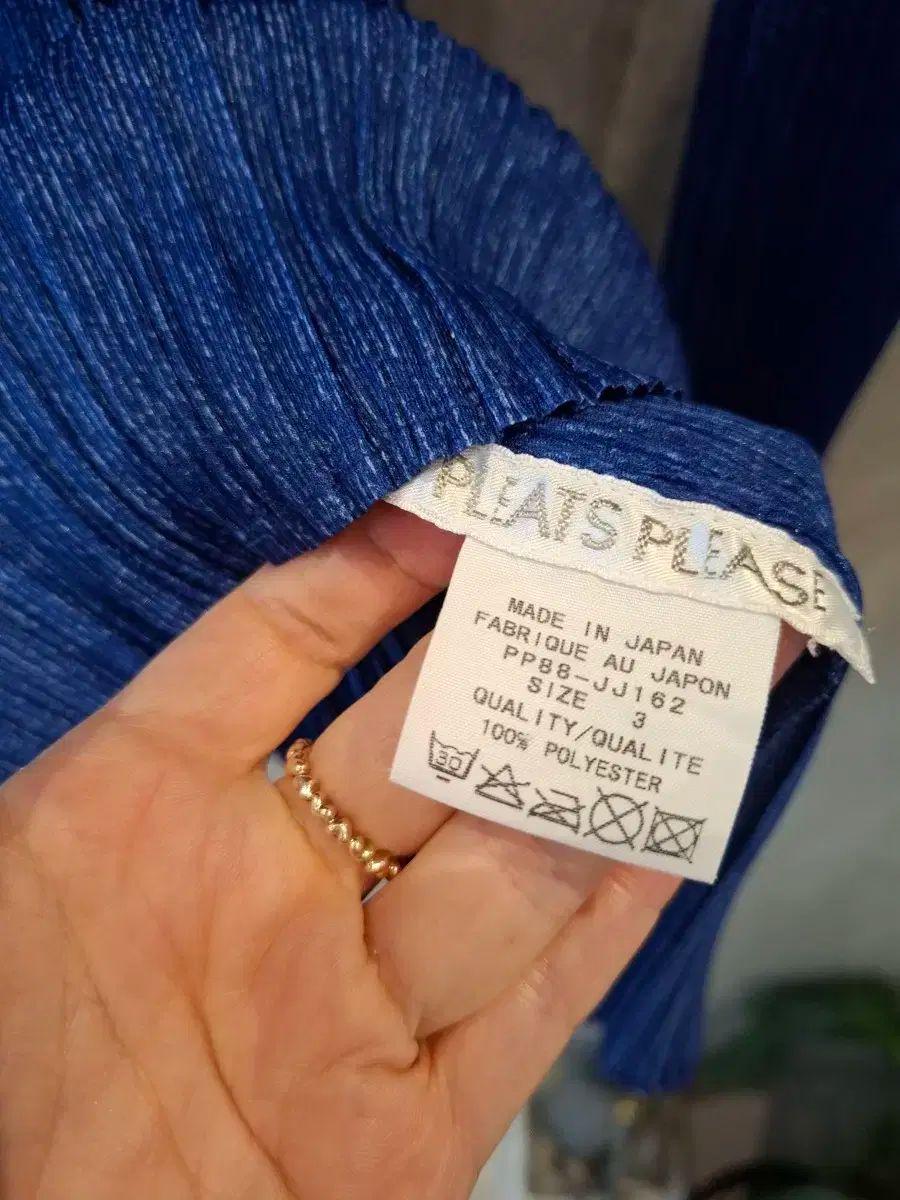 PLEATS PLEASE
MADE IN JAPAN
FABRIQUE AU JAPON
PP88-JJ162
SIZE 3
QUALITY/QUALITE
100% POLYESTER
30